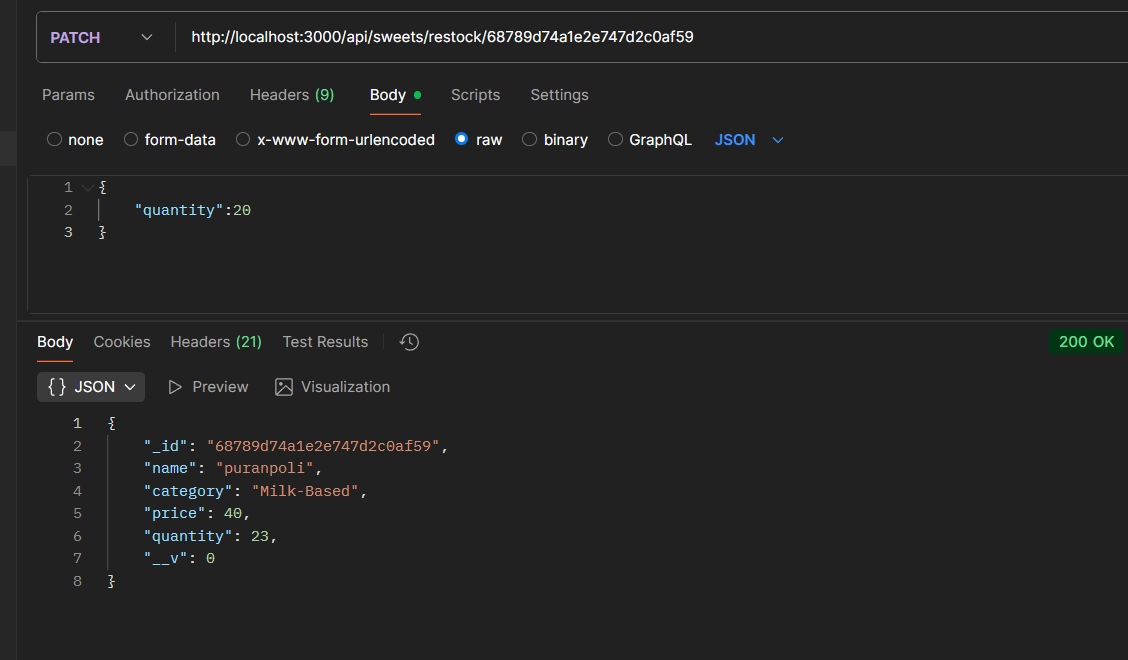 PATCH http://localhost:3000/api/sweets/restock/68789d74a1e2e747d2c0af59
Params Authorization Headers (9) Body Scripts Settings
none form-data x-www-form-urlencoded raw binary GraphQL JSON
1 {
2 "quantity":20
3 }
Body Cookies Headers (21) Test Results 200 OK
{} JSON Preview Visualization
1 {
2 "_id": "68789d74a1e2e747d2c0af59",
3 "name": "puranpoli",
4 "category": "Milk-Based",
5 "price": 40,
6 "quantity": 23,
7 "__v": 0
8 }